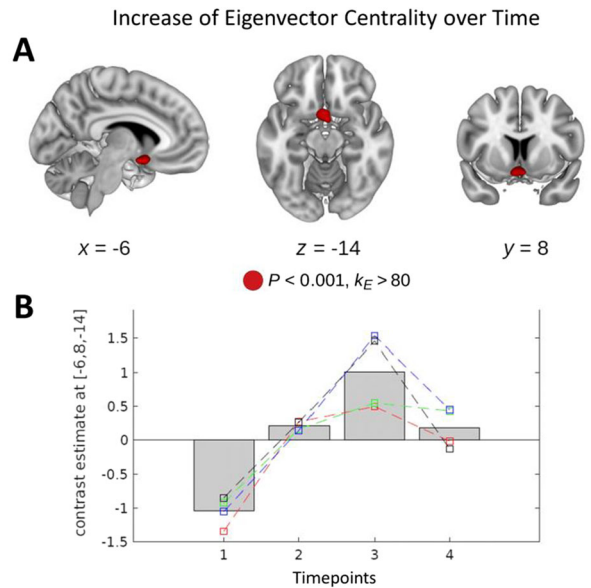 Increase of Eigenvector Centrality over Time
A
x = -6
z = -14
y = 8
P < 0.001, kE > 80
B
contrast estimate at [-6,8,-14]
1.5
1
0.5
0
-0.5
-1
-1.5
1 2 3 4
Timepoints